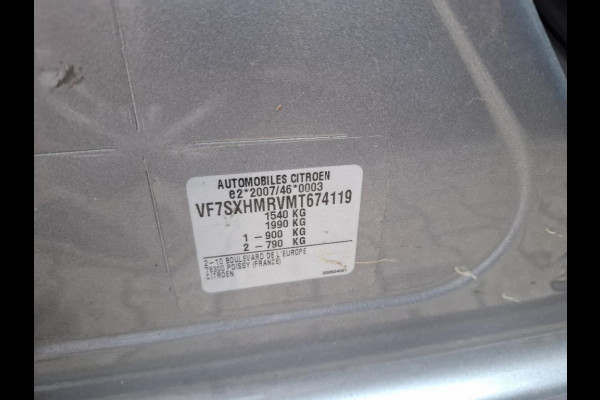 AUTOMOBILES CITROEN
e2*2007/46*0003
VF7SXHMRVMT674119
1540 KG
1990 KG
1 - 900 KG
2 - 790 KG
2-10 BOULEVARD DE L'EUROPE
78300 POISSY (FRANCE)
CITROEN